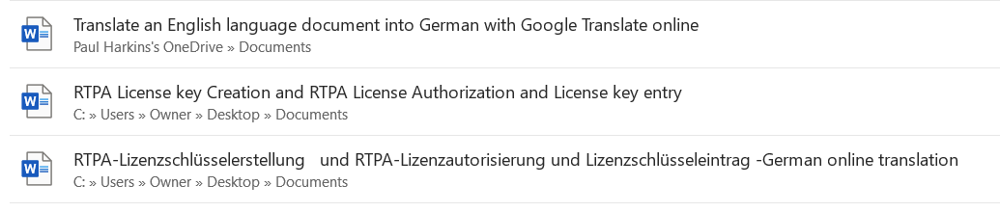 Translate an English language document into German with Google Translate online
Paul Harkins's OneDrive » Documents
RTPA License key Creation and RTPA License Authorization and License key entry
C: » Users » Owner » Desktop » Documents
RTPA-Lizenzschlüsselerstellung   und RTPA-Lizenzautorisierung und Lizenzschlüsseleintrag -German online translation
C: » Users » Owner » Desktop » Documents